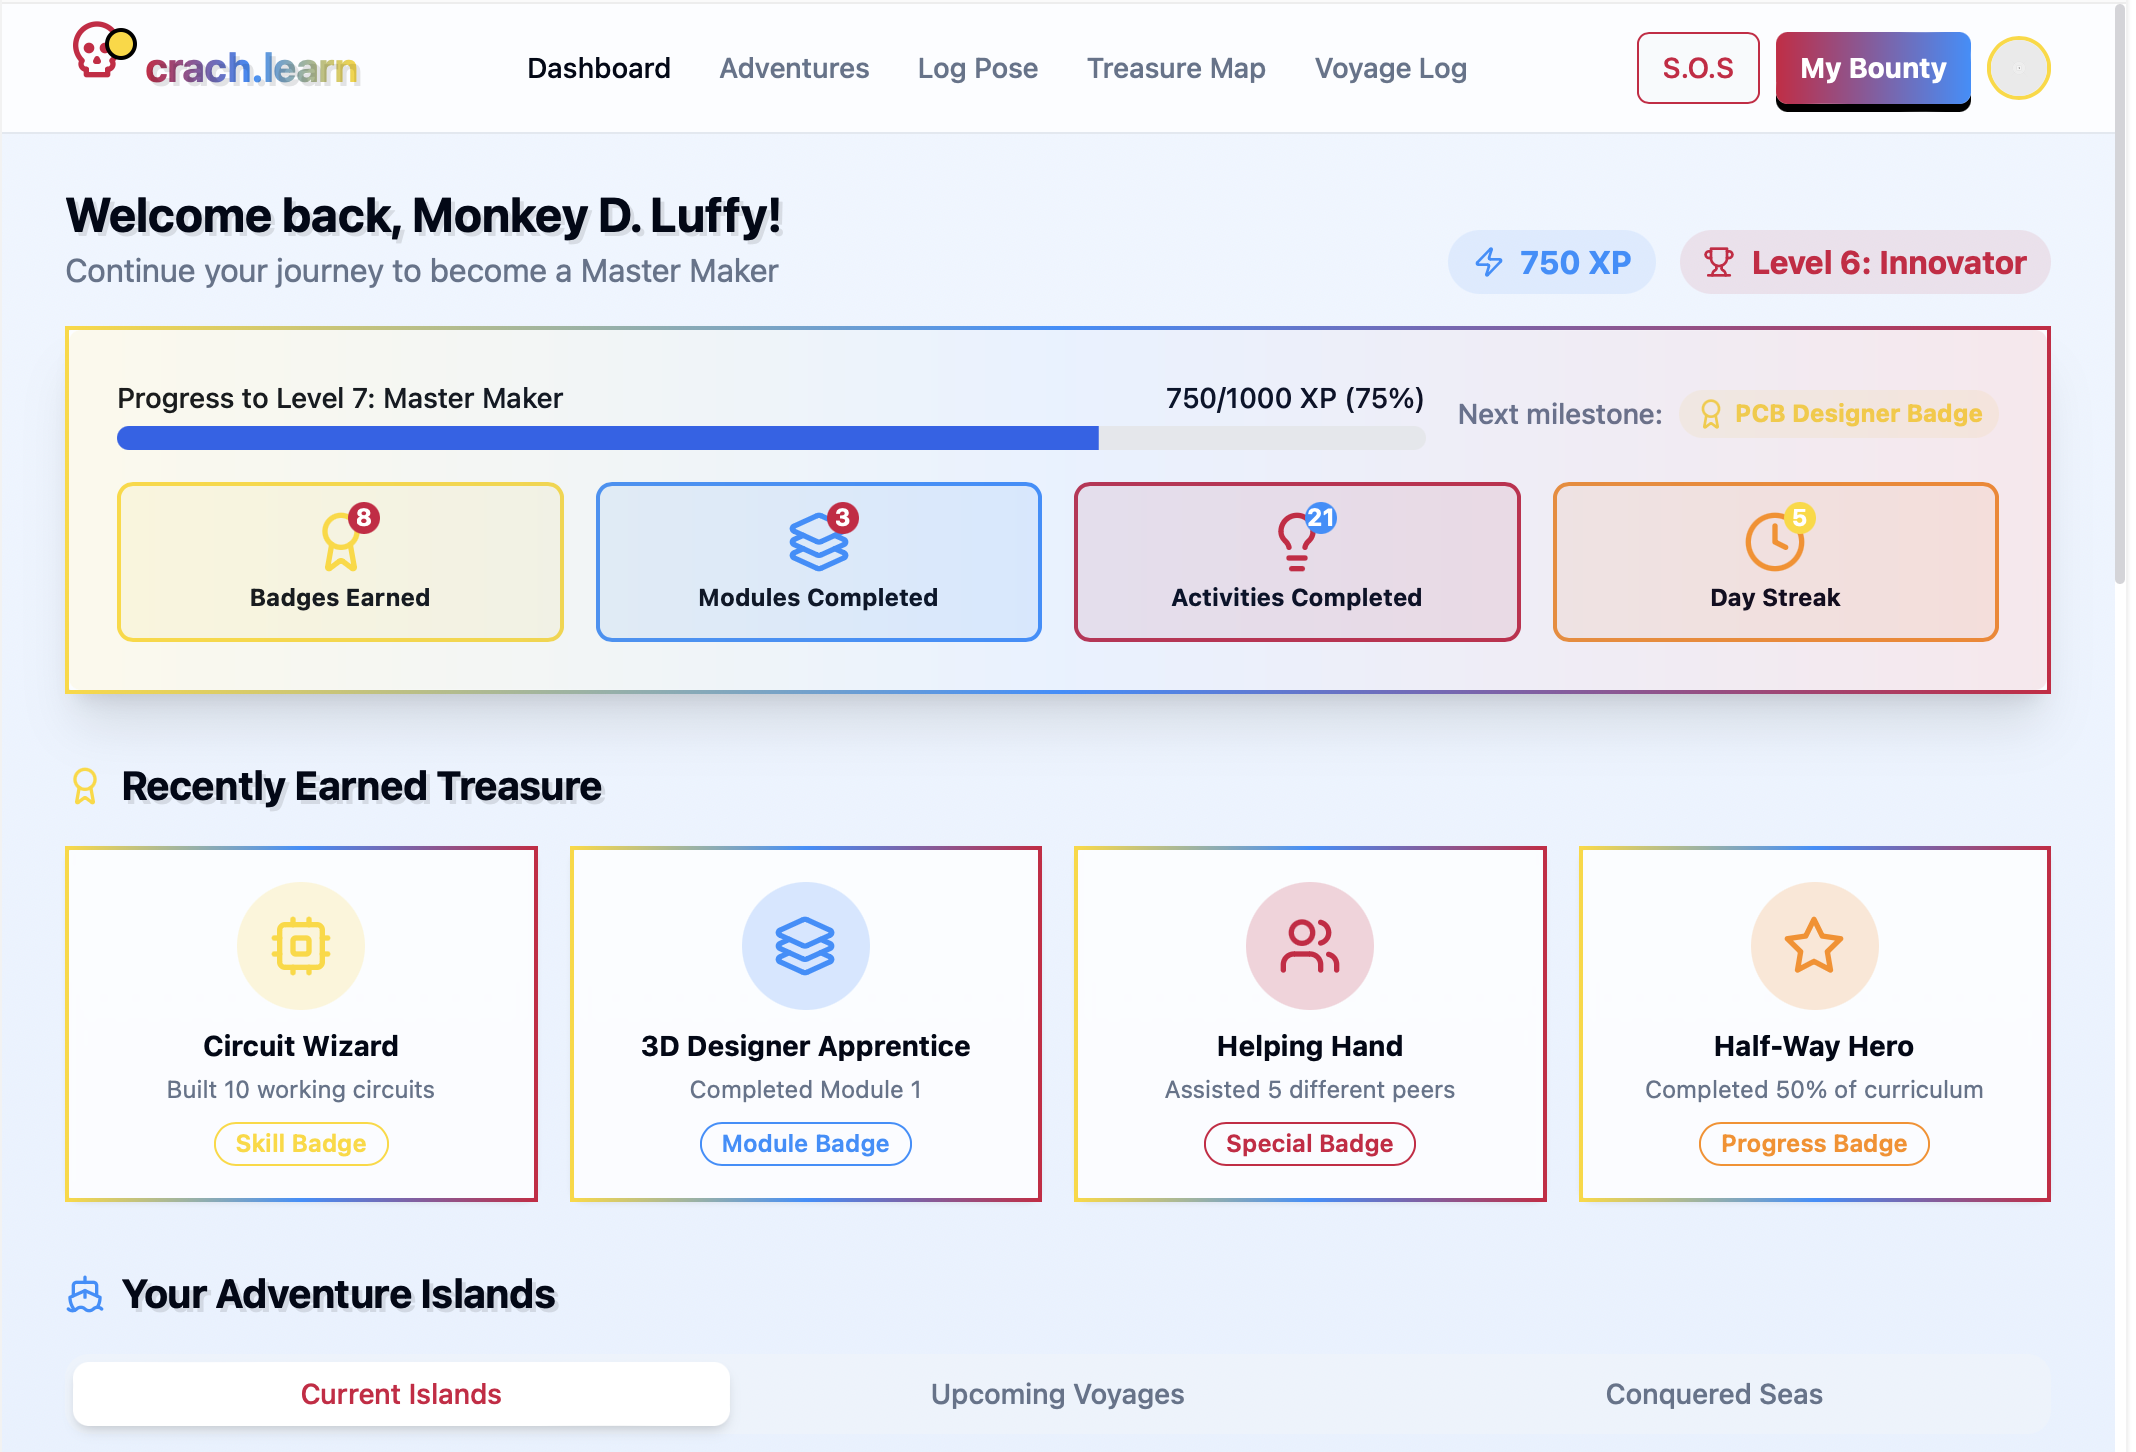 crach.learn
Dashboard
Adventures
Log Pose
Treasure Map
Voyage Log
S.O.S
My Bounty
Welcome back, Monkey D. Luffy!
Continue your journey to become a Master Maker
750 XP
Level 6: Innovator
Progress to Level 7: Master Maker
750/1000 XP (75%)
Next milestone:
PCB Designer Badge
8
Badges Earned
3
Modules Completed
21
Activities Completed
5
Day Streak
Recently Earned Treasure
Circuit Wizard
Built 10 working circuits
Skill Badge
3D Designer Apprentice
Completed Module 1
Module Badge
Helping Hand
Assisted 5 different peers
Special Badge
Half-Way Hero
Completed 50% of curriculum
Progress Badge
Your Adventure Islands
Current Islands
Upcoming Voyages
Conquered Seas